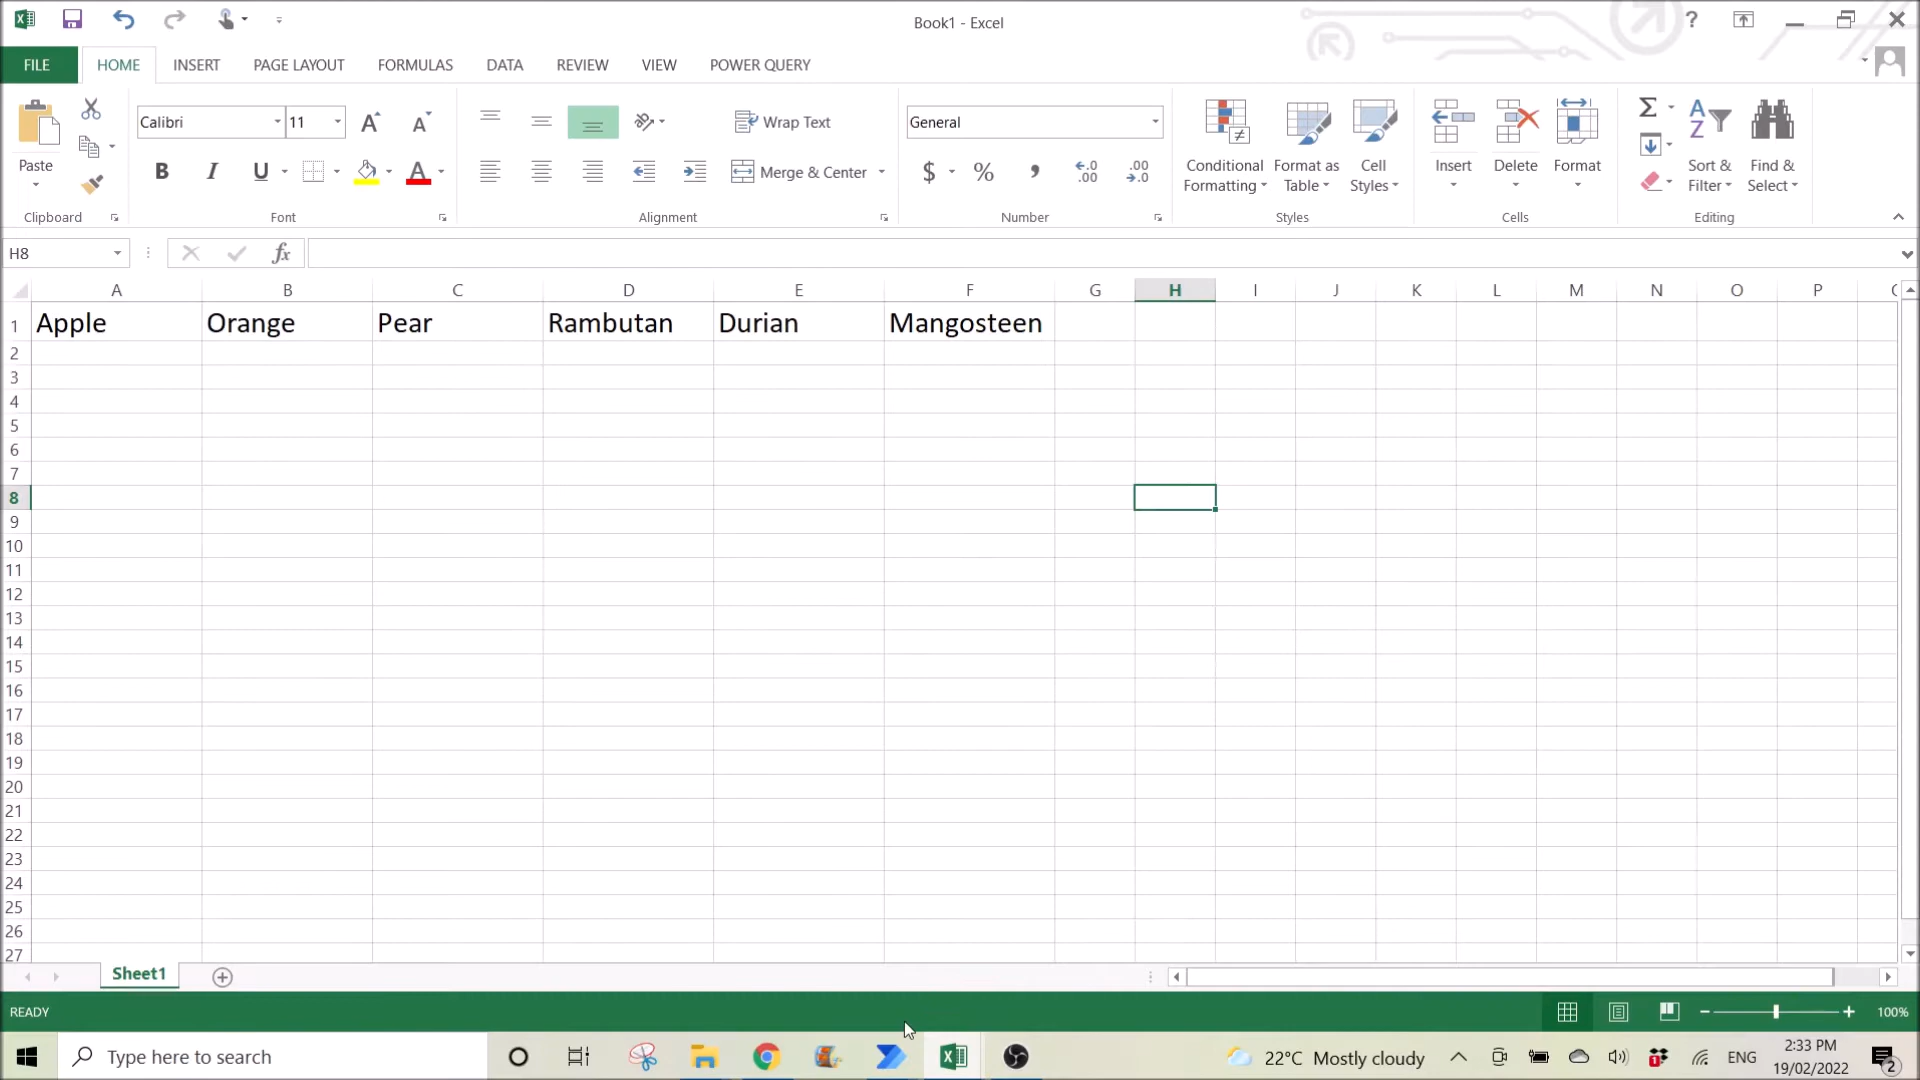 Book1 - Excel
FILE HOME INSERT PAGE LAYOUT FORMULAS DATA REVIEW VIEW POWER QUERY
Paste
Calibri 11
Wrap Text
Merge & Center
General
Conditional Formatting
Format as Table
Cell Styles
Insert Delete Format
Sort & Filter
Find & Select
Clipboard Font Alignment Number Styles Cells Editing
H8
A B C D E F G H I J K L M N O P
1 Apple Orange Pear Rambutan Durian Mangosteen
2
3
4
5
6
7
8
9
10
11
12
13
14
15
16
17
18
19
20
21
22
23
24
25
26
27
Sheet1
READY 100%
Type here to search 22°C Mostly cloudy ENG 2:33 PM
19/02/2022 2